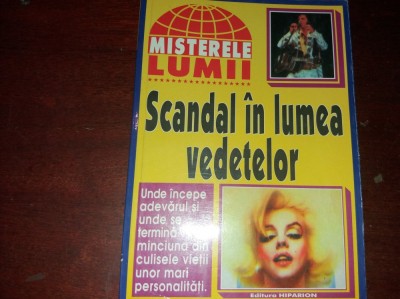 MISTERELE
LUMII
Scandal în lumea
vedetelor
Unde începe
adevărul și
unde se
termină
minciuna din
culisele vieții
unor mari
personalități.
Editura HIPARION